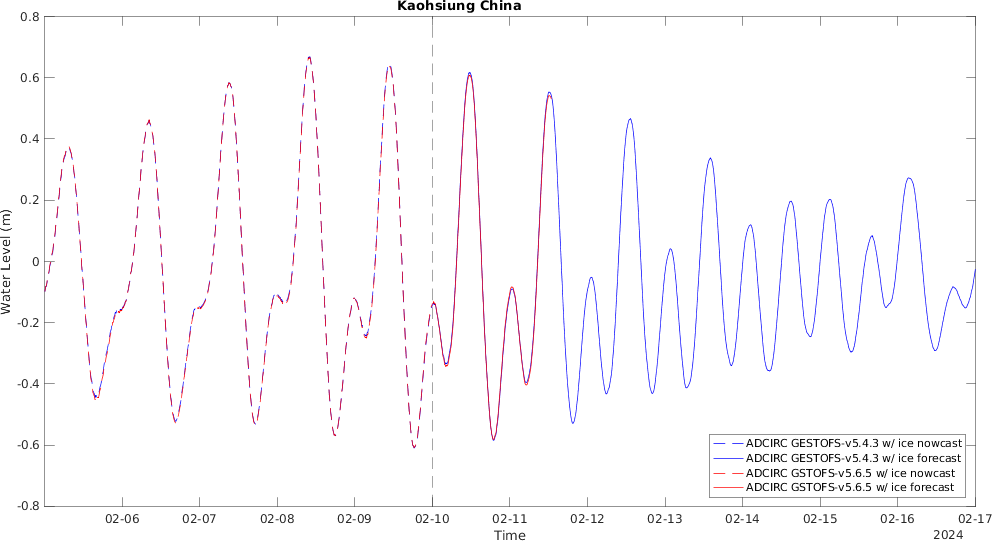 Kaohsiung China
0.8
0.6
0.4
0.2
0
-0.2
-0.4
-0.6
-0.8
Water Level (m)
ADCIRC GESTOFS-v5.4.3 w/ ice nowcast
ADCIRC GESTOFS-v5.4.3 w/ ice forecast
ADCIRC GSTOFS-v5.6.5 w/ ice nowcast
ADCIRC GSTOFS-v5.6.5 w/ ice forecast
02-06 02-07 02-08 02-09 02-10 02-11 02-12 02-13 02-14 02-15 02-16 02-17
Time
2024